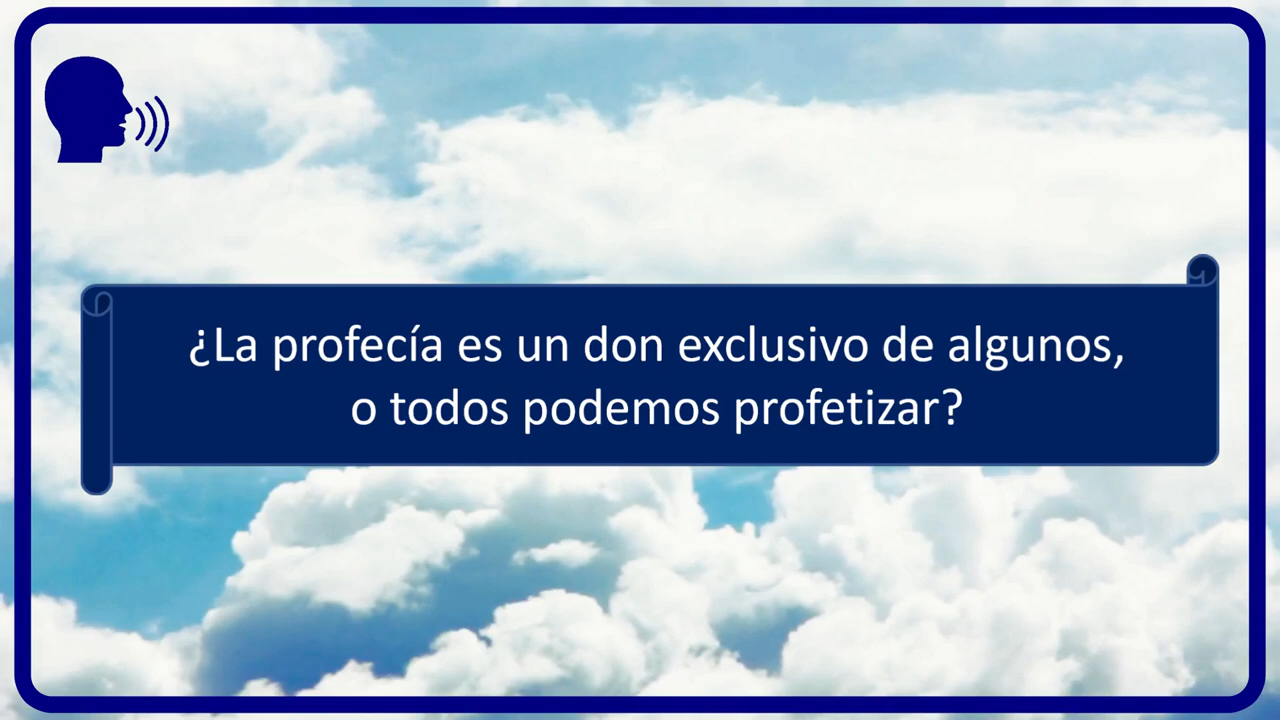 ¿La profecía es un don exclusivo de algunos,
o todos podemos profetizar?